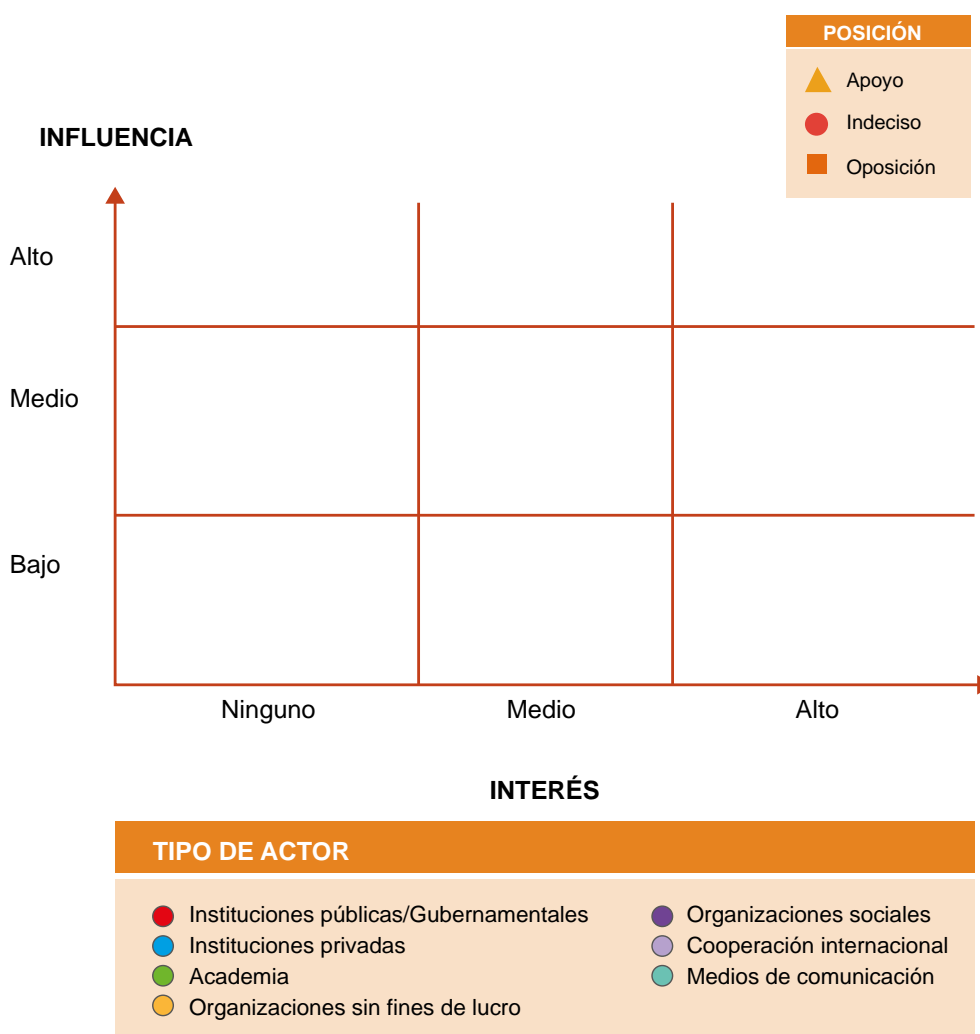 POSICIÓN
Apoyo
Indeciso
Oposición
INFLUENCIA
Alto
Medio
Bajo
Ninguno
Medio
Alto
INTERÉS
TIPO DE ACTOR
Instituciones públicas/Gubernamentales
Instituciones privadas
Academia
Organizaciones sin fines de lucro
Organizaciones sociales
Cooperación internacional
Medios de comunicación